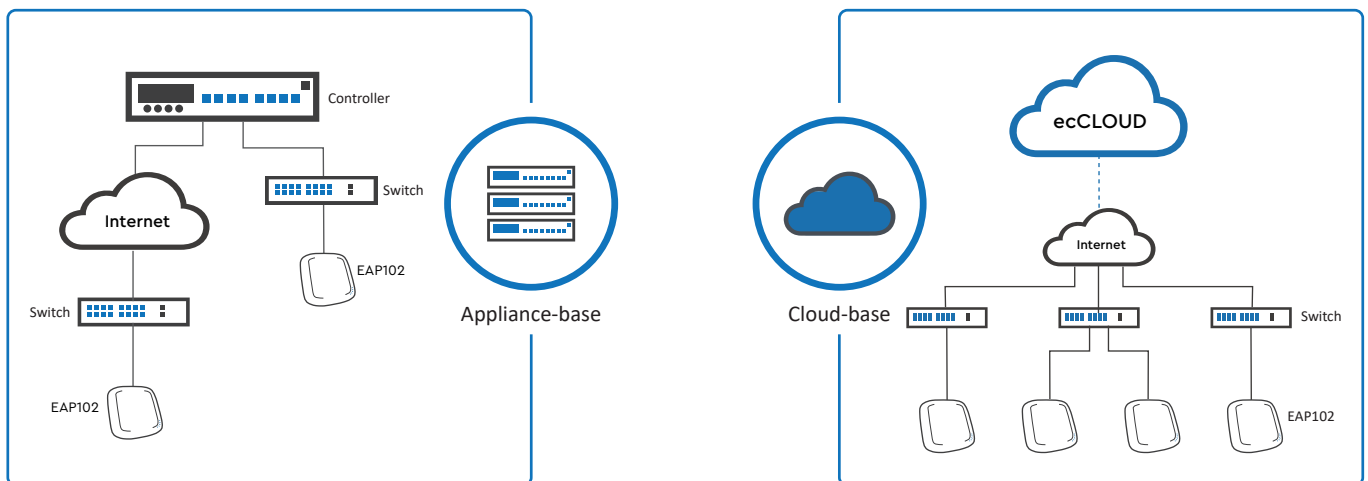 Controller
Switch
Internet
EAP102
Switch
EAP102
Appliance-base
ecCLOUD
Internet
Cloud-base
Switch
EAP102